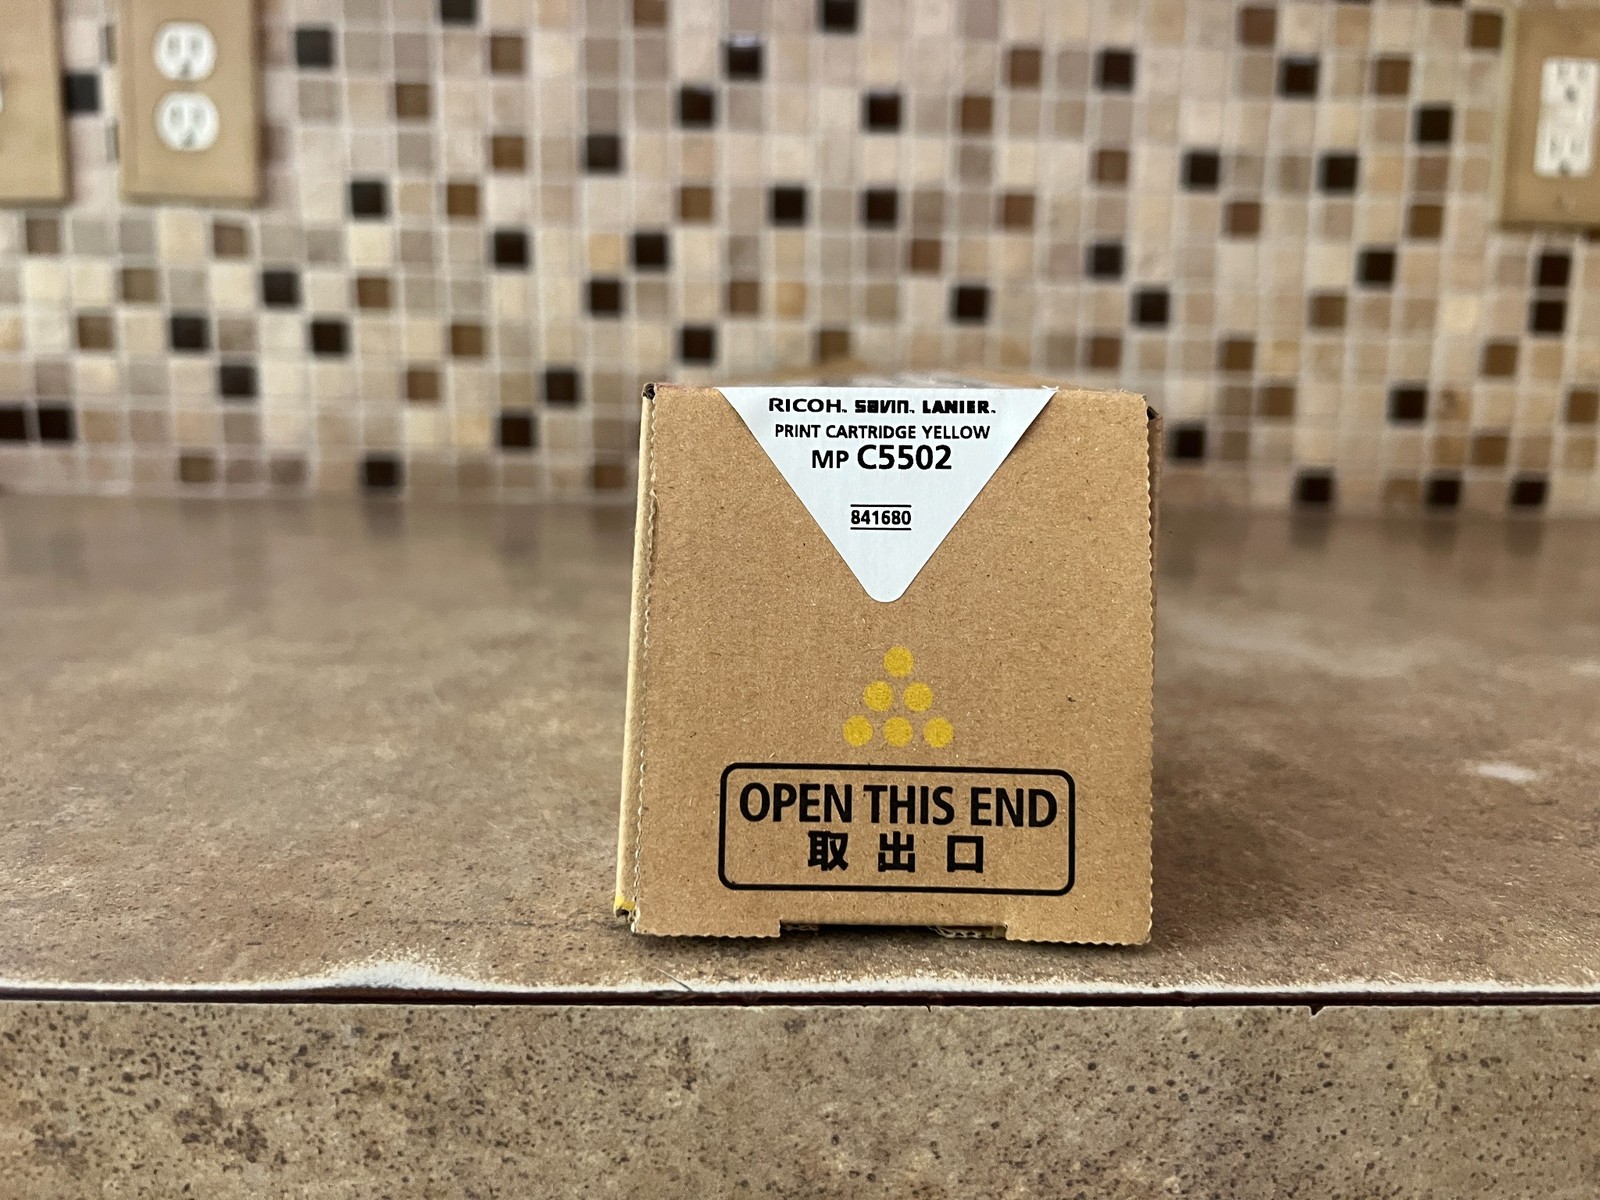 RICOH. SAVIN. LANIER.
PRINT CARTRIDGE YELLOW
MP C5502
841680
OPEN THIS END
取出口